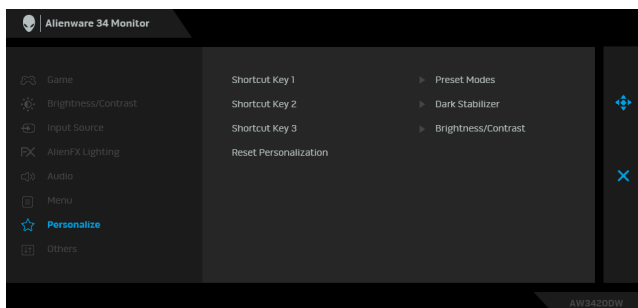 Alienware 34 Monitor
Game
Brightness/Contrast
Input Source
AlienFX Lighting
Audio
Menu
Personalize
Others
Shortcut Key 1 Preset Modes
Shortcut Key 2 Dark Stabilizer
Shortcut Key 3 Brightness/Contrast
Reset Personalization
AW3420DW